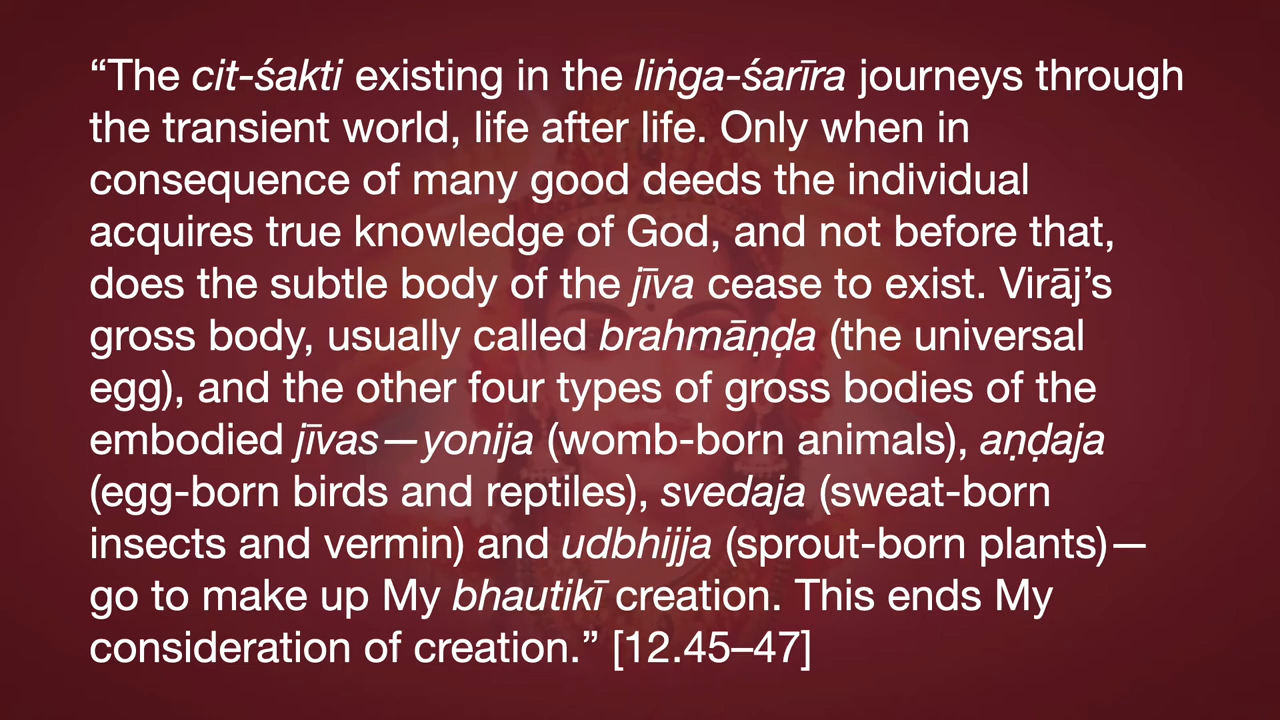 “The cit-śakti existing in the liṅga-śarīra journeys through
the transient world, life after life. Only when in
consequence of many good deeds the individual
acquires true knowledge of God, and not before that,
does the subtle body of the jīva cease to exist. Virāj’s
gross body, usually called brahmāṇḍa (the universal
egg), and the other four types of gross bodies of the
embodied jīvas—yonija (womb-born animals), aṇḍaja
(egg-born birds and reptiles), svedaja (sweat-born
insects and vermin) and udbhijja (sprout-born plants)—
go to make up My bhautikī creation. This ends My
consideration of creation.” [12.45–47]